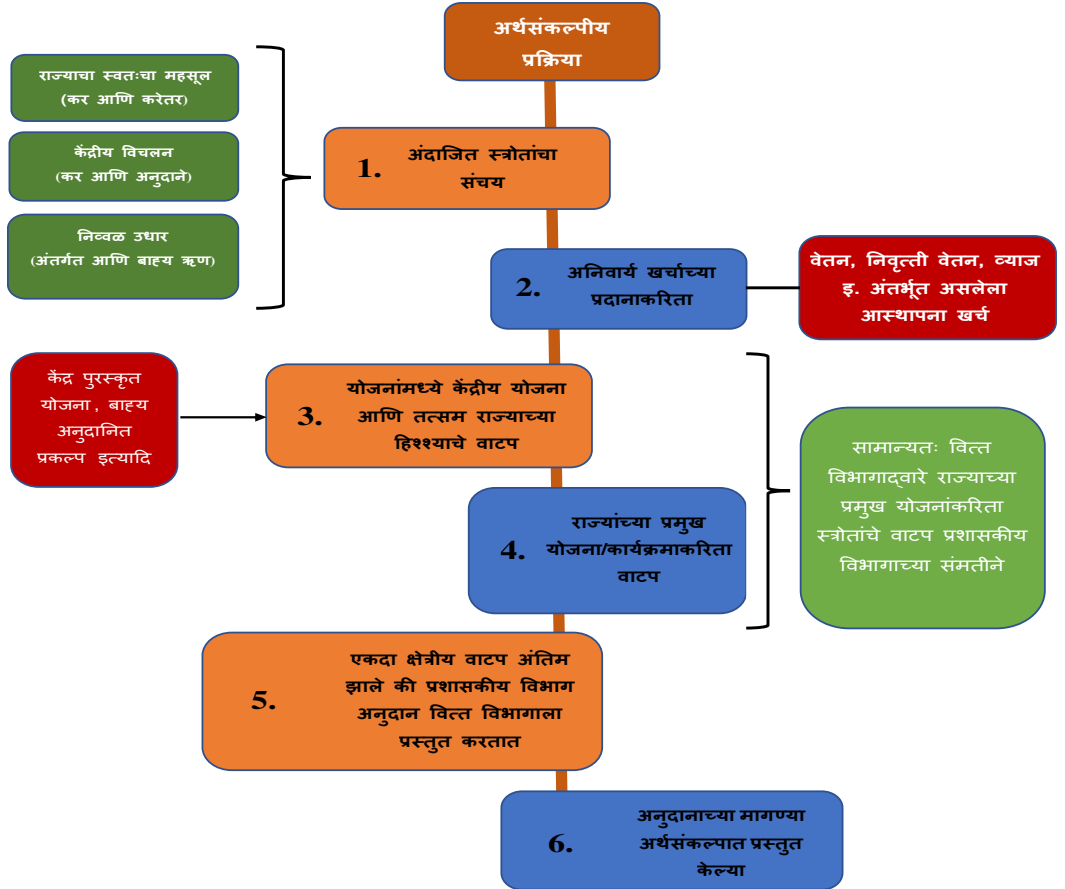 अर्थसंकल्पीय
प्रक्रिया
राज्याचा स्वतःचा महसूल
(कर आणि करेतर)
केंद्रीय विचलन
(कर आणि अनुदाने)
निव्वळ उधार
(अंतर्गत आणि बाह्य ऋण)
1. अंदाजित स्त्रोतांचा
संचय
2. अनिवार्य खर्चाच्या
प्रदानाकरिता
वेतन, निवृत्ती वेतन, व्याज
इ. अंतर्भूत असलेला
आस्थापना खर्च
केंद्र पुरस्कृत
योजना, बाह्य
अनुदानित
प्रकल्प इत्यादि
3. योजनांमध्ये केंद्रीय योजना
आणि तत्सम राज्याच्या
हिश्श्याचे वाटप
4. राज्यांच्या प्रमुख
योजना/कार्यक्रमाकरिता
वाटप
सामान्यतः वित्त
विभागाद्वारे राज्याच्या
प्रमुख योजनांकरिता
स्त्रोतांचे वाटप प्रशासकीय
विभागाच्या संमतीने
5. एकदा क्षेत्रीय वाटप अंतिम
झाले की प्रशासकीय विभाग
अनुदान वित्त विभागाला
प्रस्तुत करतात
6. अनुदानाच्या मागण्या
अर्थसंकल्पात प्रस्तुत
केल्या